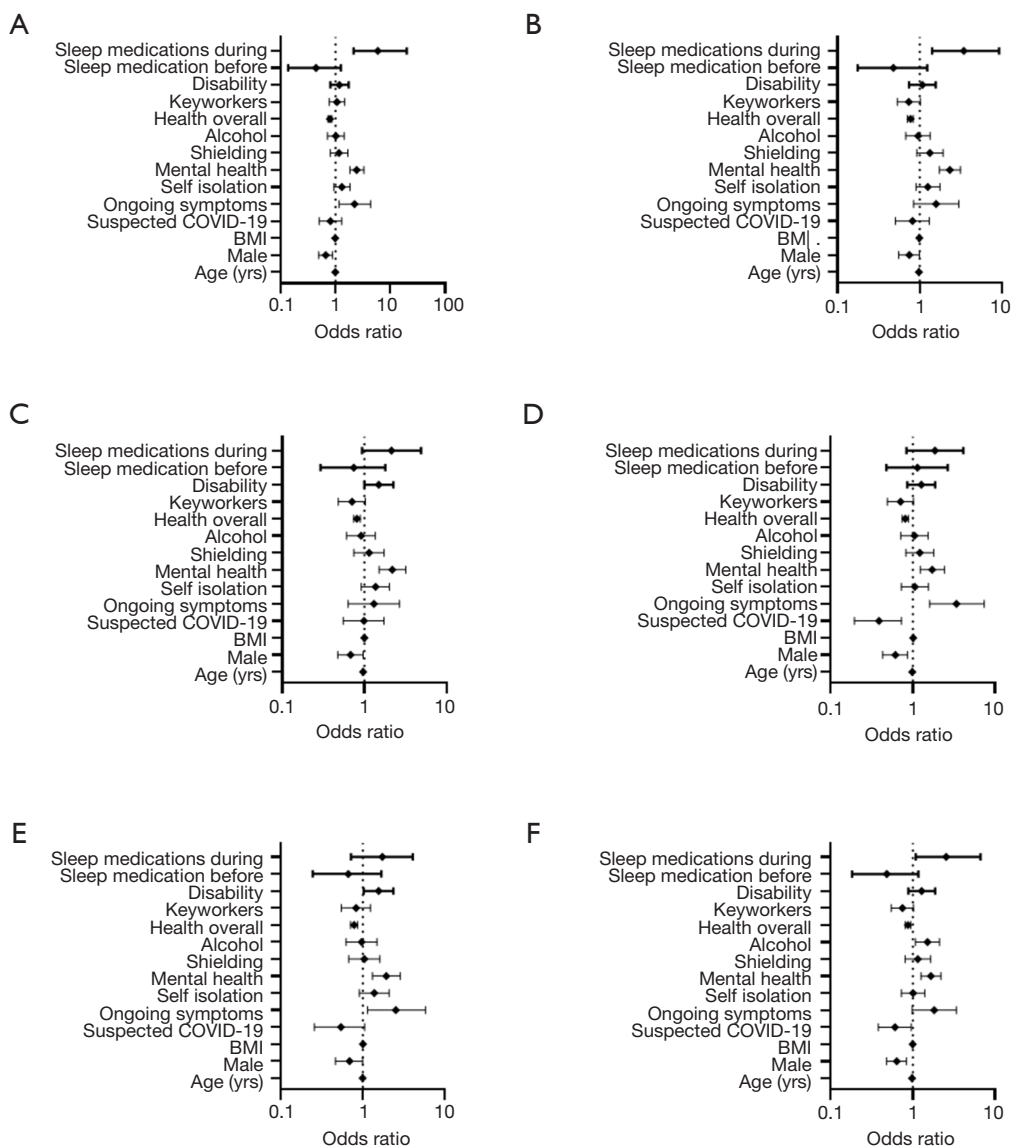 A
Sleep medications during
Sleep medication before
Disability
Keyworkers
Health overall
Alcohol
Shielding
Mental health
Self isolation
Ongoing symptoms
Suspected COVID-19
BMI
Male
Age (yrs)
0.1 1 10 100
Odds ratio
B
Sleep medications during
Sleep medication before
Disability
Keyworkers
Health overall
Alcohol
Shielding
Mental health
Self isolation
Ongoing symptoms
Suspected COVID-19
BM| .
Male
Age (yrs)
0.1 1 10
Odds ratio
C
Sleep medications during
Sleep medication before
Disability
Keyworkers
Health overall
Alcohol
Shielding
Mental health
Self isolation
Ongoing symptoms
Suspected COVID-19
BMI
Male
Age (yrs)
0.1 1 10
Odds ratio
D
Sleep medications during
Sleep medication before
Disability
Keyworkers
Health overall
Alcohol
Shielding
Mental health
Self isolation
Ongoing symptoms
Suspected COVID-19
BMI
Male
Age (yrs)
0.1 1 10
Odds ratio
E
Sleep medications during
Sleep medication before
Disability
Keyworkers
Health overall
Alcohol
Shielding
Mental health
Self isolation
Ongoing symptoms
Suspected COVID-19
BMI
Male
Age (yrs)
0.1 1 10
Odds ratio
F
Sleep medications during
Sleep medication before
Disability
Keyworkers
Health overall
Alcohol
Shielding
Mental health
Self isolation
Ongoing symptoms
Suspected COVID-19
BMI
Male
Age (yrs)
0.1 1 10
Odds ratio